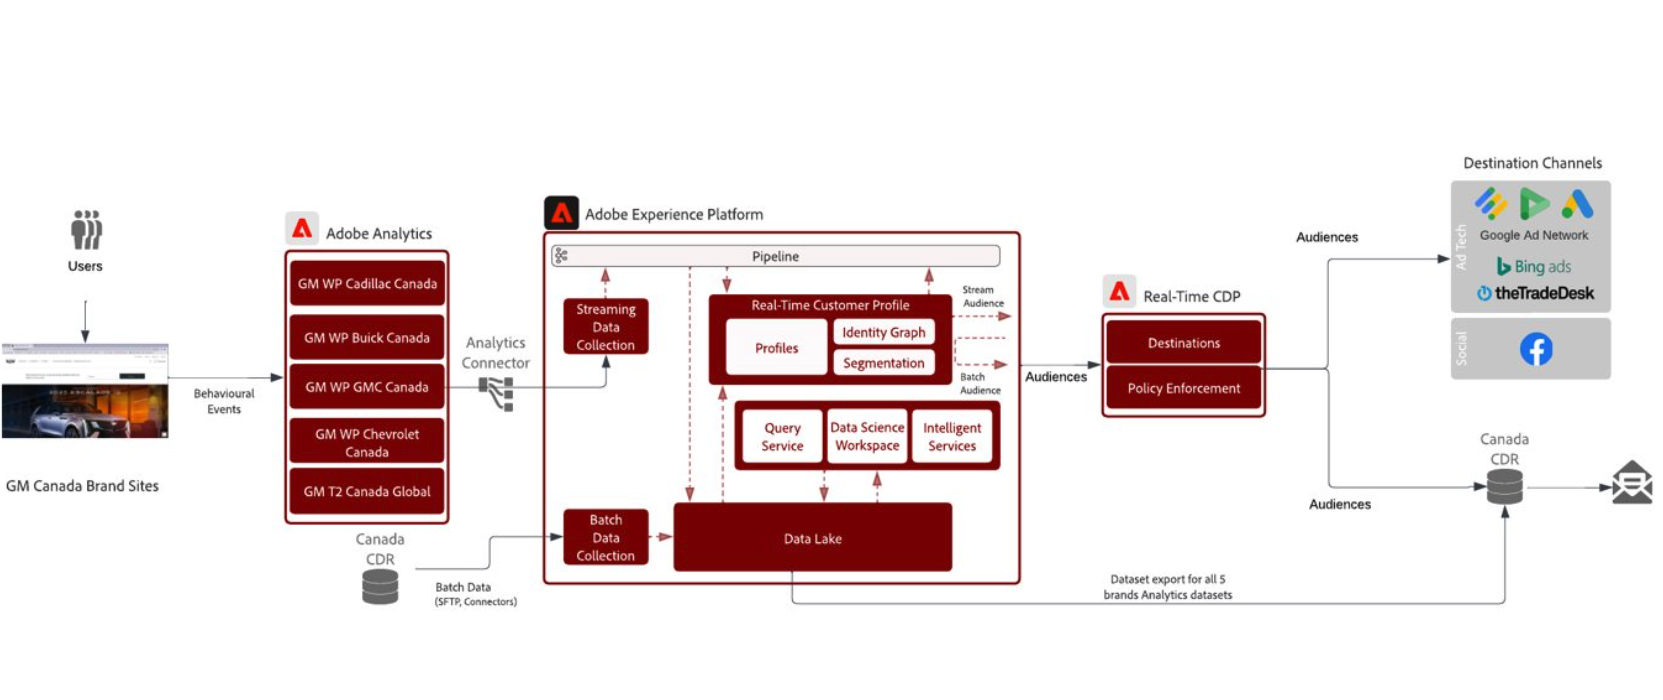 Users
GM Canada Brand Sites
Behavioural
Events
Adobe Analytics
GM WP Cadillac Canada
GM WP Buick Canada
GM WP GMC Canada
GM WP Chevrolet
Canada
GM T2 Canada Global
Analytics
Connector
Canada
CDR
Batch Data
(SFTP, Connectors)
Adobe Experience Platform
Pipeline
Streaming
Data
Collection
Real-Time Customer Profile
Profiles
Identity Graph
Segmentation
Stream
Audience
Batch
Audience
Query
Service
Data Science
Workspace
Intelligent
Services
Batch
Data
Collection
Data Lake
Audiences
Real-Time CDP
Destinations
Policy Enforcement
Audiences
Audiences
Dataset export for all 5
brands Analytics datasets
Destination Channels
Ad Tech
Google Ad Network
Bing ads
theTradeDesk
Social
Canada
CDR